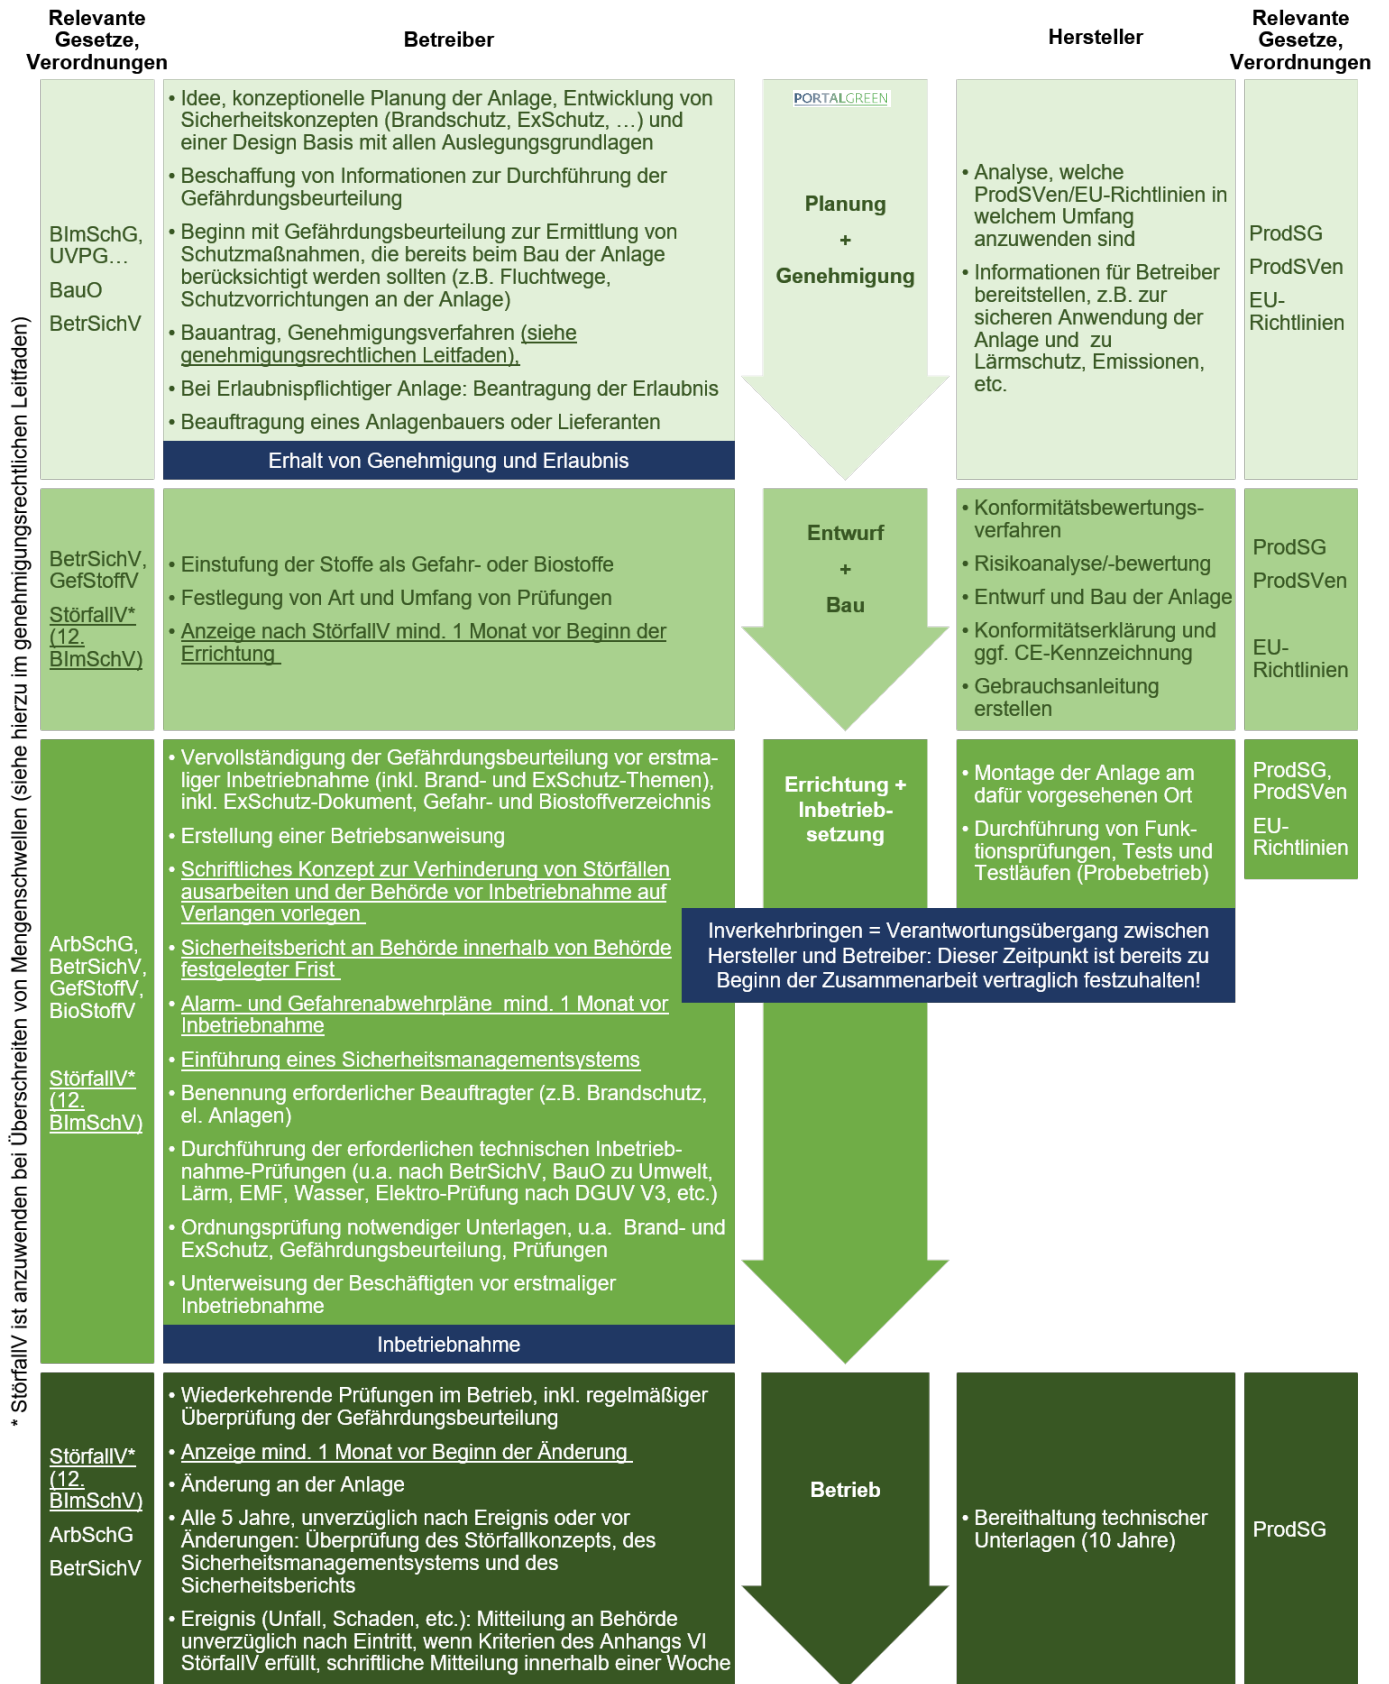 Relevante
Gesetze,
Verordnungen
Betreiber
Hersteller
Relevante
Gesetze,
Verordnungen
* StörfallV ist anzuwenden bei Überschreiten von Mengenschwellen (siehe hierzu im genehmigungsrechtlichen Leitfaden)
BImSchG,
UVPG…
BauO
BetrSichV
• Idee, konzeptionelle Planung der Anlage, Entwicklung von
Sicherheitskonzepten (Brandschutz, ExSchutz, …) und
einer Design Basis mit allen Auslegungsgrundlagen
• Beschaffung von Informationen zur Durchführung der
Gefährdungsbeurteilung
• Beginn mit Gefährdungsbeurteilung zur Ermittlung von
Schutzmaßnahmen, die bereits beim Bau der Anlage
berücksichtigt werden sollten (z.B. Fluchtwege,
Schutzvorrichtungen an der Anlage)
• Bauantrag, Genehmigungsverfahren (siehe
genehmigungsrechtlichen Leitfaden),
• Bei Erlaubnispflichtiger Anlage: Beantragung der Erlaubnis
• Beauftragung eines Anlagenbauers oder Lieferanten
Erhalt von Genehmigung und Erlaubnis
PORTALGREEN
Planung
+
Genehmigung
• Analyse, welche
ProdSVen/EU-Richtlinien in
welchem Umfang
anzuwenden sind
• Informationen für Betreiber
bereitstellen, z.B. zur
sicheren Anwendung der
Anlage und zu
Lärmschutz, Emissionen,
etc.
ProdSG
ProdSVen
EU-
Richtlinien
BetrSichV,
GefStoffV
StörfallV*
(12.
BImSchV)
• Einstufung der Stoffe als Gefahr- oder Biostoffe
• Festlegung von Art und Umfang von Prüfungen
• Anzeige nach StörfallV mind. 1 Monat vor Beginn der
Errichtung
Entwurf
+
Bau
• Konformitätsbewertungs-
verfahren
• Risikoanalyse/-bewertung
• Entwurf und Bau der Anlage
• Konformitätserklärung und
ggf. CE-Kennzeichnung
• Gebrauchsanleitung
erstellen
ProdSG
ProdSVen
EU-
Richtlinien
ArbSchG,
BetrSichV,
GefStoffV,
BioStoffV
StörfallV*
(12.
BImSchV)
• Vervollständigung der Gefährdungsbeurteilung vor erstma-
liger Inbetriebnahme (inkl. Brand- und ExSchutz-Themen),
inkl. ExSchutz-Dokument, Gefahr- und Biostoffverzeichnis
• Erstellung einer Betriebsanweisung
• Schriftliches Konzept zur Verhinderung von Störfällen
ausarbeiten und der Behörde vor Inbetriebnahme auf
Verlangen vorlegen
• Sicherheitsbericht an Behörde innerhalb von Behörde
festgelegter Frist
• Alarm- und Gefahrenabwehrpläne mind. 1 Monat vor
Inbetriebnahme
• Einführung eines Sicherheitsmanagementsystems
• Benennung erforderlicher Beauftragter (z.B. Brandschutz,
el. Anlagen)
• Durchführung der erforderlichen technischen Inbetrieb-
nahme-Prüfungen (u.a. nach BetrSichV, BauO zu Umwelt,
Lärm, EMF, Wasser, Elektro-Prüfung nach DGUV V3, etc.)
• Ordnungsprüfung notwendiger Unterlagen, u.a. Brand- und
ExSchutz, Gefährdungsbeurteilung, Prüfungen
• Unterweisung der Beschäftigten vor erstmaliger
Inbetriebnahme
Inbetriebnahme
Errichtung +
Inbetrieb-
setzung
• Montage der Anlage am
dafür vorgesehenen Ort
• Durchführung von Funk-
tionsprüfungen, Tests und
Testläufen (Probebetrieb)
ProdSG,
ProdSVen
EU-
Richtlinien
Inverkehrbringen = Verantwortungsübergang zwischen
Hersteller und Betreiber: Dieser Zeitpunkt ist bereits zu
Beginn der Zusammenarbeit vertraglich festzuhalten!
StörfallV*
(12.
BImSchV)
ArbSchG
BetrSichV
• Wiederkehrende Prüfungen im Betrieb, inkl. regelmäßiger
Überprüfung der Gefährdungsbeurteilung
• Anzeige mind. 1 Monat vor Beginn der Änderung
• Änderung an der Anlage
• Alle 5 Jahre, unverzüglich nach Ereignis oder vor
Änderungen: Überprüfung des Störfallkonzepts, des
Sicherheitsmanagementsystems und des
Sicherheitsberichts
• Ereignis (Unfall, Schaden, etc.): Mitteilung an Behörde
unverzüglich nach Eintritt, wenn Kriterien des Anhangs VI
StörfallV erfüllt, schriftliche Mitteilung innerhalb einer Woche
Betrieb
• Bereithaltung technischer
Unterlagen (10 Jahre)
ProdSG